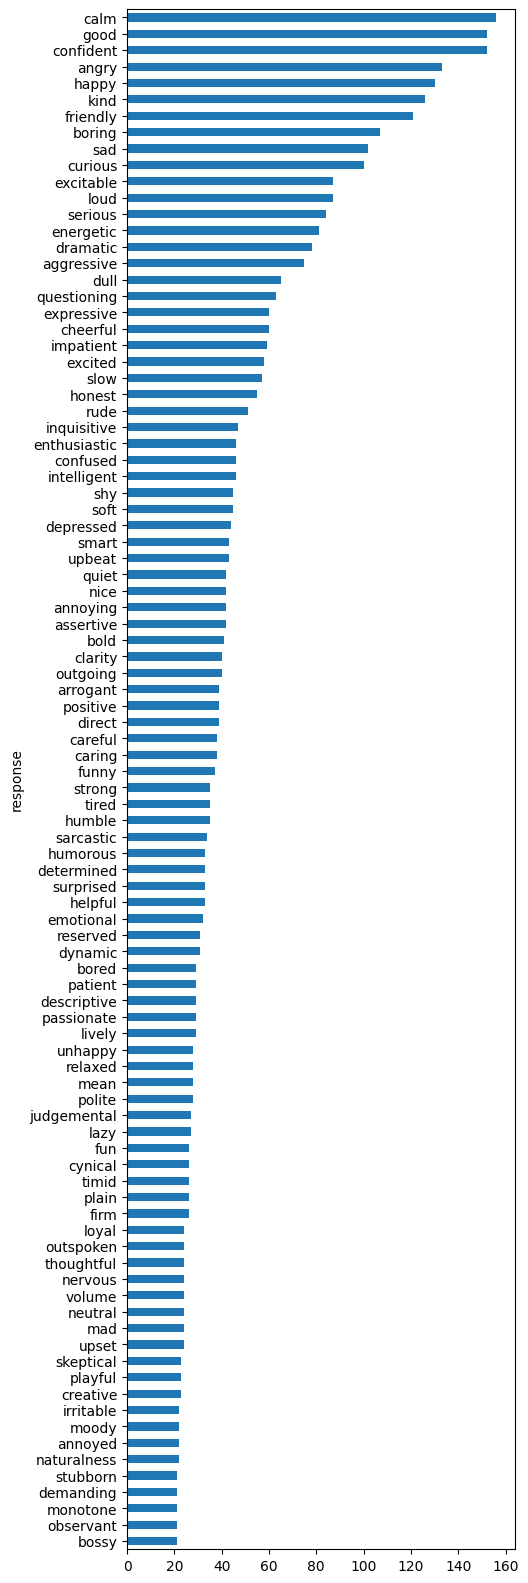 calm
good
confident
angry
happy
kind
friendly
boring
sad
curious
excitable
loud
serious
energetic
dramatic
aggressive
dull
questioning
expressive
cheerful
impatient
excited
slow
honest
rude
inquisitive
enthusiastic
confused
intelligent
shy
soft
depressed
smart
upbeat
quiet
nice
annoying
assertive
bold
clarity
outgoing
arrogant
positive
direct
careful
caring
funny
strong
tired
humble
sarcastic
humorous
determined
surprised
helpful
emotional
reserved
dynamic
bored
patient
descriptive
passionate
lively
unhappy
relaxed
mean
polite
judgemental
lazy
fun
cynical
timid
plain
firm
loyal
outspoken
thoughtful
nervous
volume
neutral
mad
upset
skeptical
playful
creative
irritable
moody
annoyed
naturalness
stubborn
demanding
monotone
observant
bossy
response
0 20 40 60 80 100 120 140 160